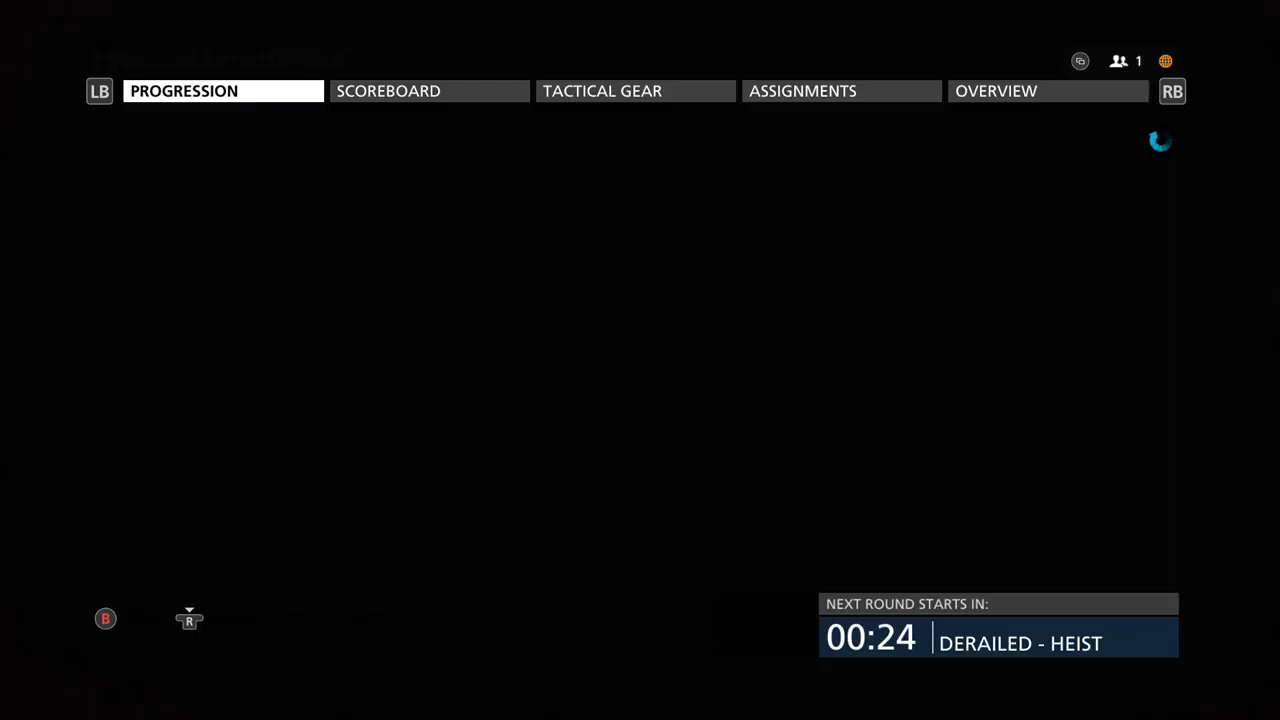 1
LB PROGRESSION SCOREBOARD TACTICAL GEAR ASSIGNMENTS OVERVIEW RB
NEXT ROUND STARTS IN:
B R 00:24 DERAILED - HEIST